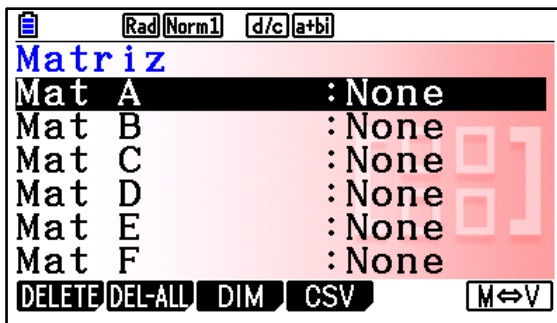 Rad Norm1 d/c a+bi
Matriz
Mat A :None
Mat B :None
Mat C :None
Mat D :None
Mat E :None
Mat F :None
DELETE DEL-ALL DIM CSV M⇔V